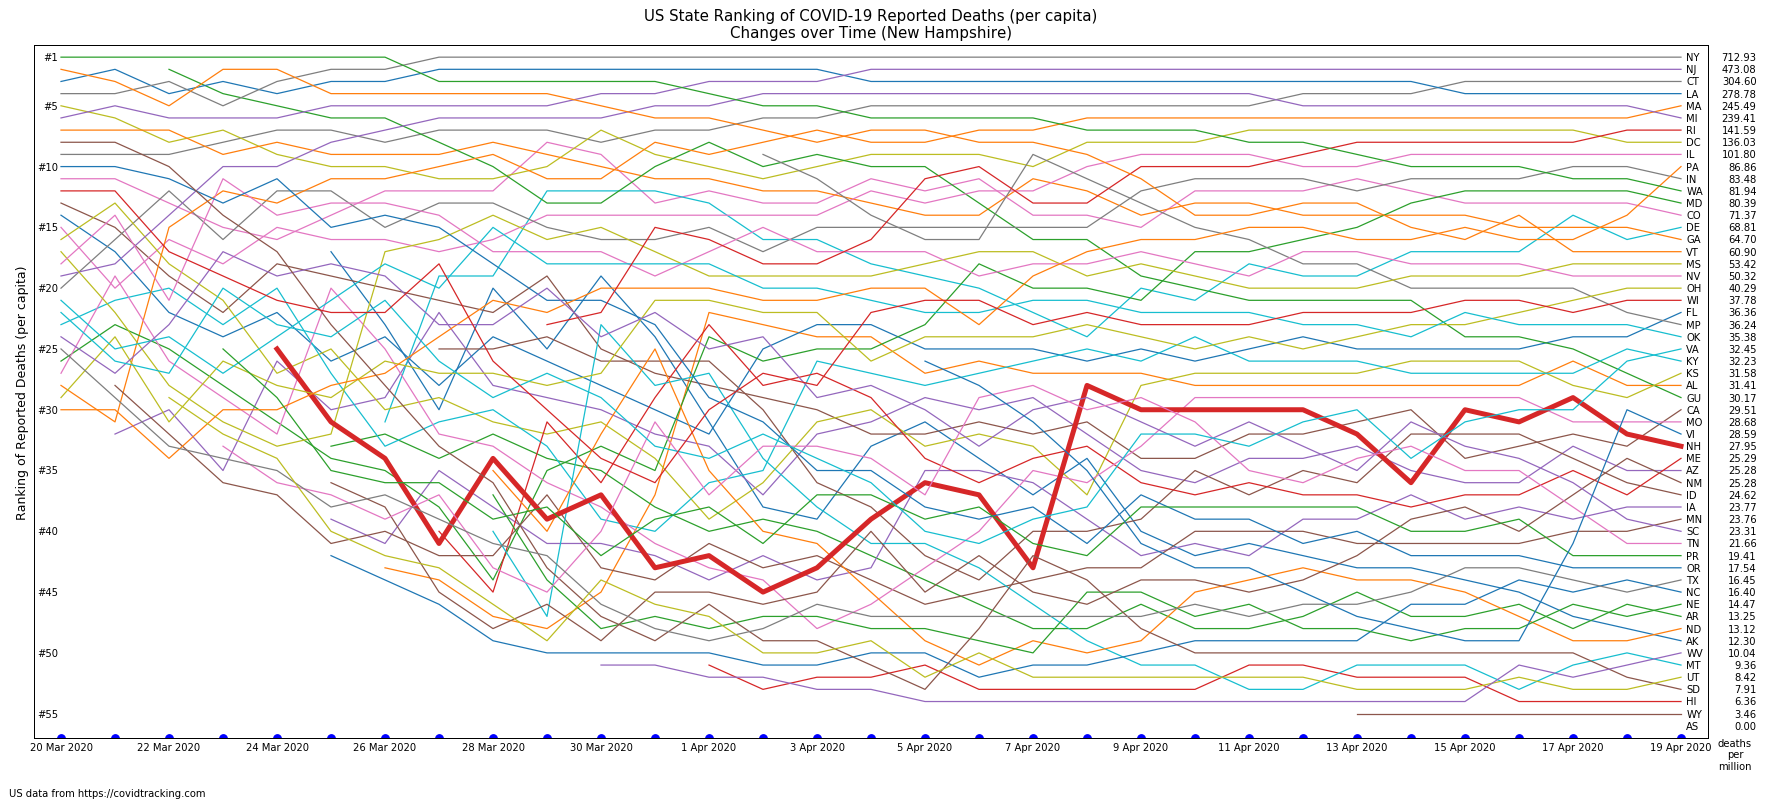 US State Ranking of COVID-19 Reported Deaths (per capita)
Changes over Time (New Hampshire)
Ranking of Reported Deaths (per capita)
#1
#5
#10
#15
#20
#25
#30
#35
#40
#45
#50
#55
NY 712.93
NJ 473.08
CT 304.60
LA 278.78
MA 245.49
MI 239.41
RI 141.59
DC 136.03
IL 101.80
PA 86.86
IN 83.48
WA 81.94
MD 80.39
CO 71.37
DE 68.81
GA 64.70
VT 60.90
MS 53.42
NV 50.32
OH 40.29
WI 37.78
FL 36.36
MP 36.24
OK 35.38
VA 32.45
KY 32.23
KS 31.58
AL 31.41
GU 30.17
CA 29.51
MO 28.68
VI 28.59
NH 27.95
ME 25.29
AZ 25.28
NM 25.28
ID 24.62
IA 23.77
MN 23.76
SC 23.31
TN 21.66
PR 19.41
OR 17.54
TX 16.45
NC 16.40
NE 14.47
AR 13.25
ND 13.12
AK 12.30
WV 10.04
MT 9.36
UT 8.42
SD 7.91
HI 6.36
WY 3.46
AS 0.00
20 Mar 2020 22 Mar 2020 24 Mar 2020 26 Mar 2020 28 Mar 2020 30 Mar 2020 1 Apr 2020 3 Apr 2020 5 Apr 2020 7 Apr 2020 9 Apr 2020 11 Apr 2020 13 Apr 2020 15 Apr 2020 17 Apr 2020 19 Apr 2020
deaths
per
million
US data from https://covidtracking.com